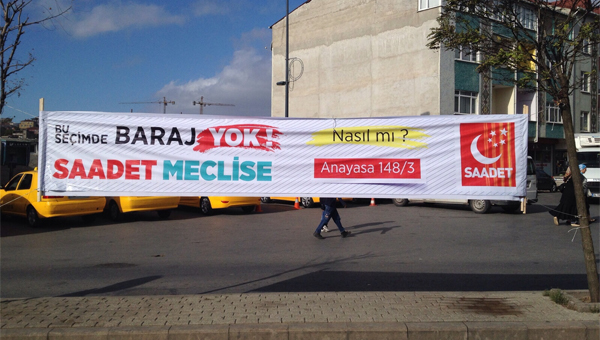 BU
SEÇİMDE BARAJ YOK!
SAADET MECLİSE
Nasıl mı ?
Anayasa 148/3
SAADET